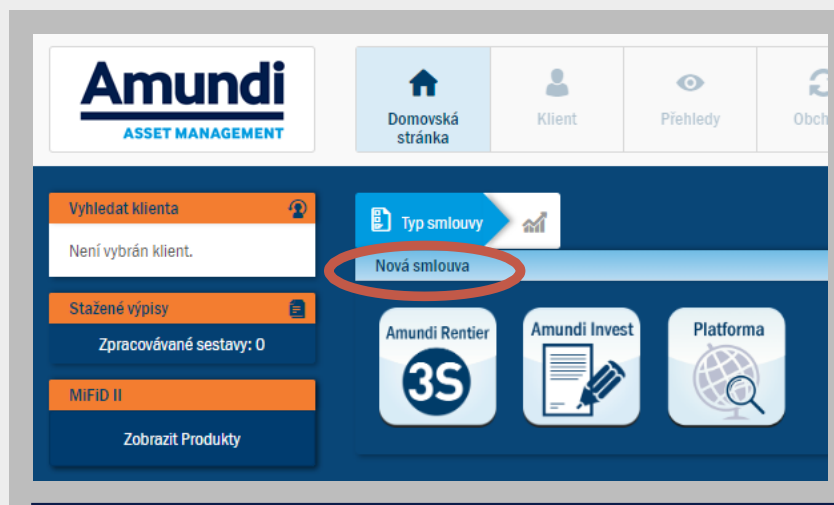 Amundi
ASSET MANAGEMENT
Domovská
stránka
Klient
Přehledy
Obch
Vyhledat klienta
Není vybrán klient.
Stažené výpisy
Zpracovávané sestavy: 0
MiFiD II
Zobrazit Produkty
Typ smlouvy
Nová smlouva
Amundi Rentier
3S
Amundi Invest
Platforma